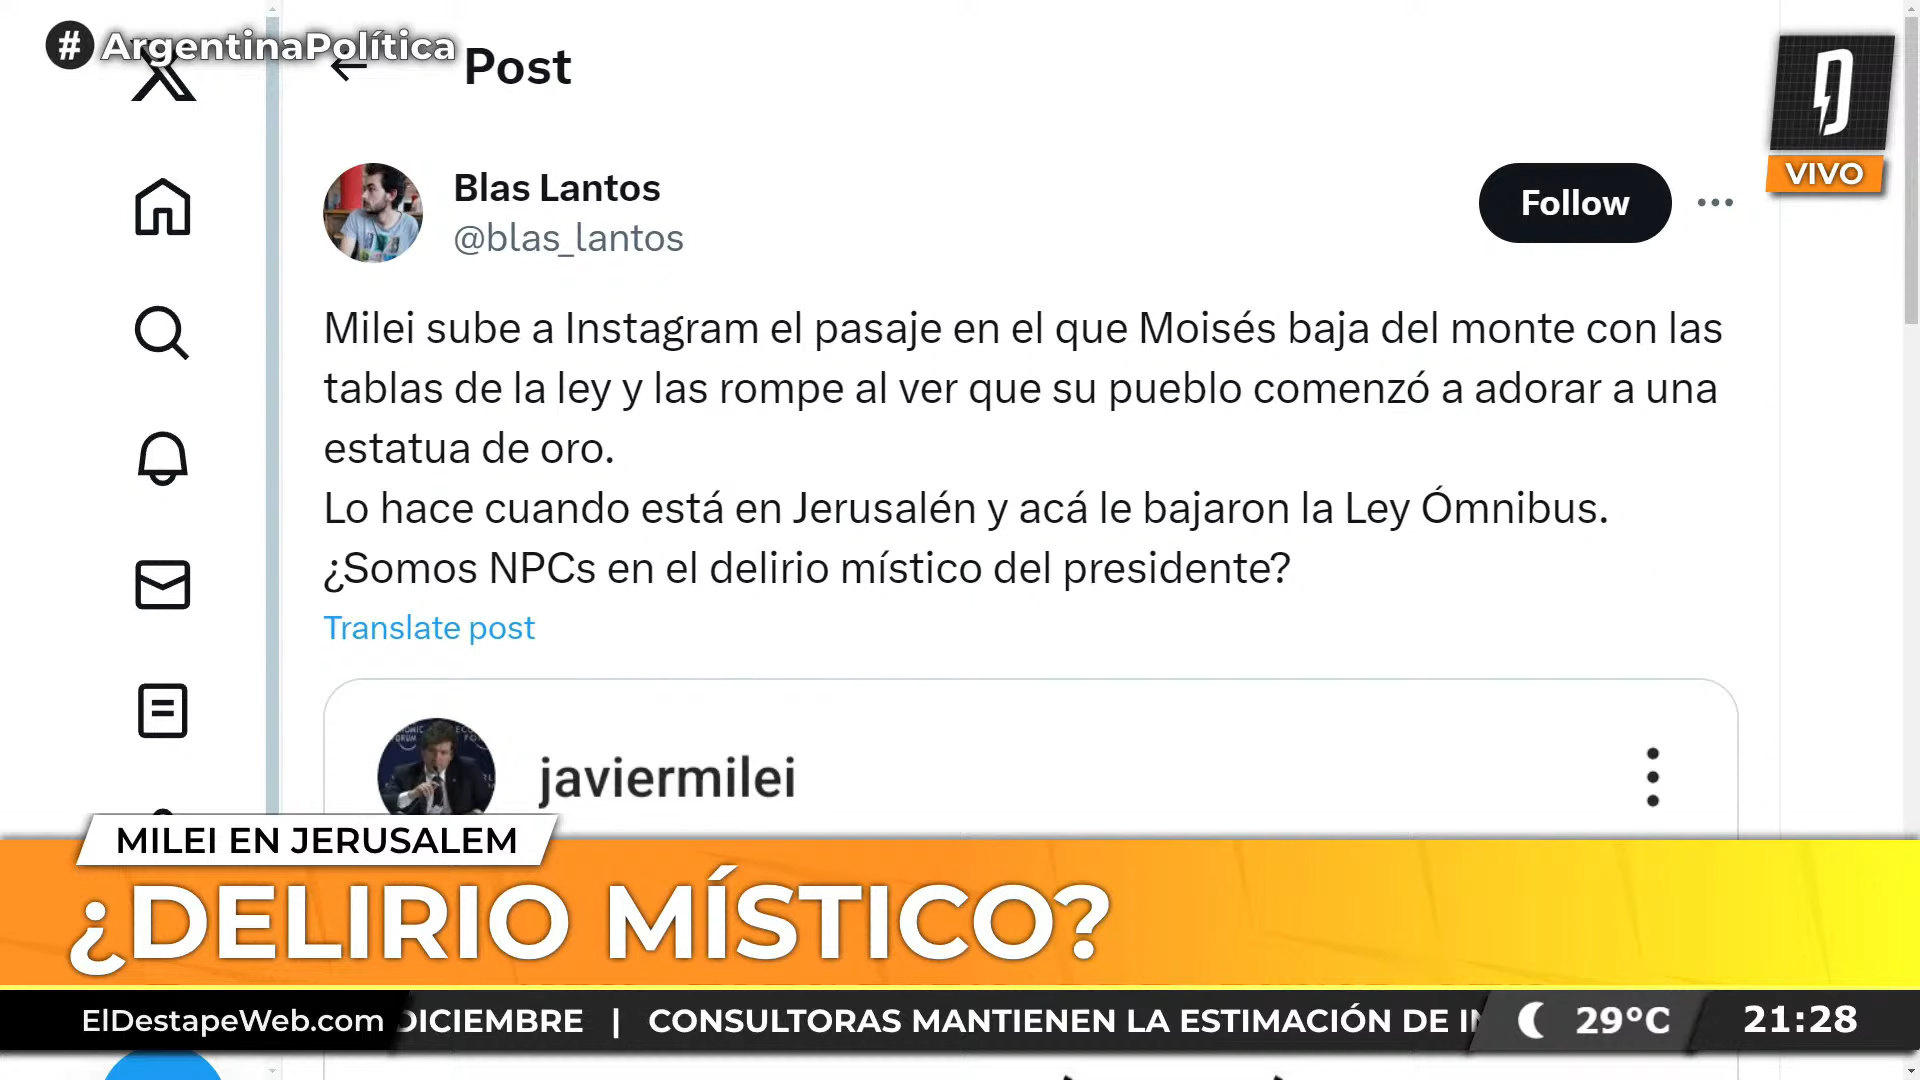 # ArgentinaPolítica
Post
VIVO
Blas Lantos
@blas_lantos
Follow
Milei sube a Instagram el pasaje en el que Moisés baja del monte con las
tablas de la ley y las rompe al ver que su pueblo comenzó a adorar a una
estatua de oro.
Lo hace cuando está en Jerusalén y acá le bajaron la Ley Ómnibus.
¿Somos NPCs en el delirio místico del presidente?
Translate post
javiermilei
MILEI EN JERUSALEM
¿DELIRIO MÍSTICO?
ElDestapeWeb.com
DICIEMBRE | CONSULTORAS MANTIENEN LA ESTIMACIÓN DE
29°C
21:28